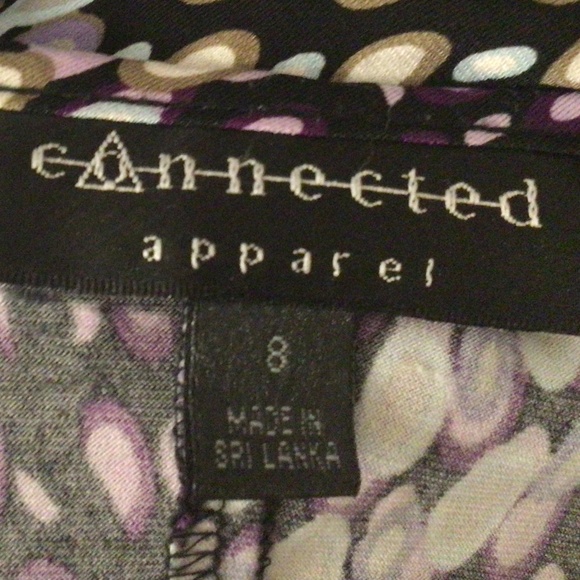 connected
apparel
8
MADE IN
SRI LANKA